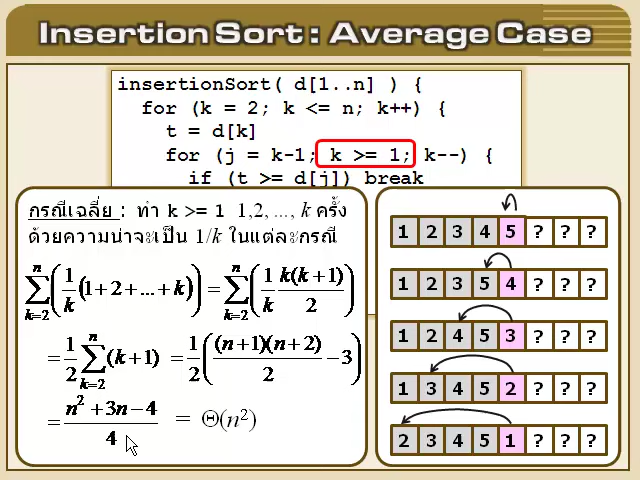 Insertion Sort : Average Case
insertionSort( d[1..n] ) {
for (k = 2; k <= n; k++) {
t = d[k]
for (j = k-1; k >= 1; k--) {
if (t >= d[j]) break
กรณีเฉลี่ย : ทำ k >= 1 1,2, ..., k ครั้ง
ด้วยความน่าจะเป็น 1/k ในแต่ละกรณี
∑_{k=2}^{n} (1/k (1+2+...+k)) = ∑_{k=2}^{n} (1/k k(k+1)/2)
= 1/2 ∑_{k=2}^{n} (k+1) = 1/2 ((n+1)(n+2)/2 − 3)
= (n² + 3n − 4)/4 = Θ(n²)
1 2 3 4 5 ? ? ?
1 2 3 5 4 ? ? ?
1 2 4 5 3 ? ? ?
1 3 4 5 2 ? ? ?
2 3 4 5 1 ? ? ?